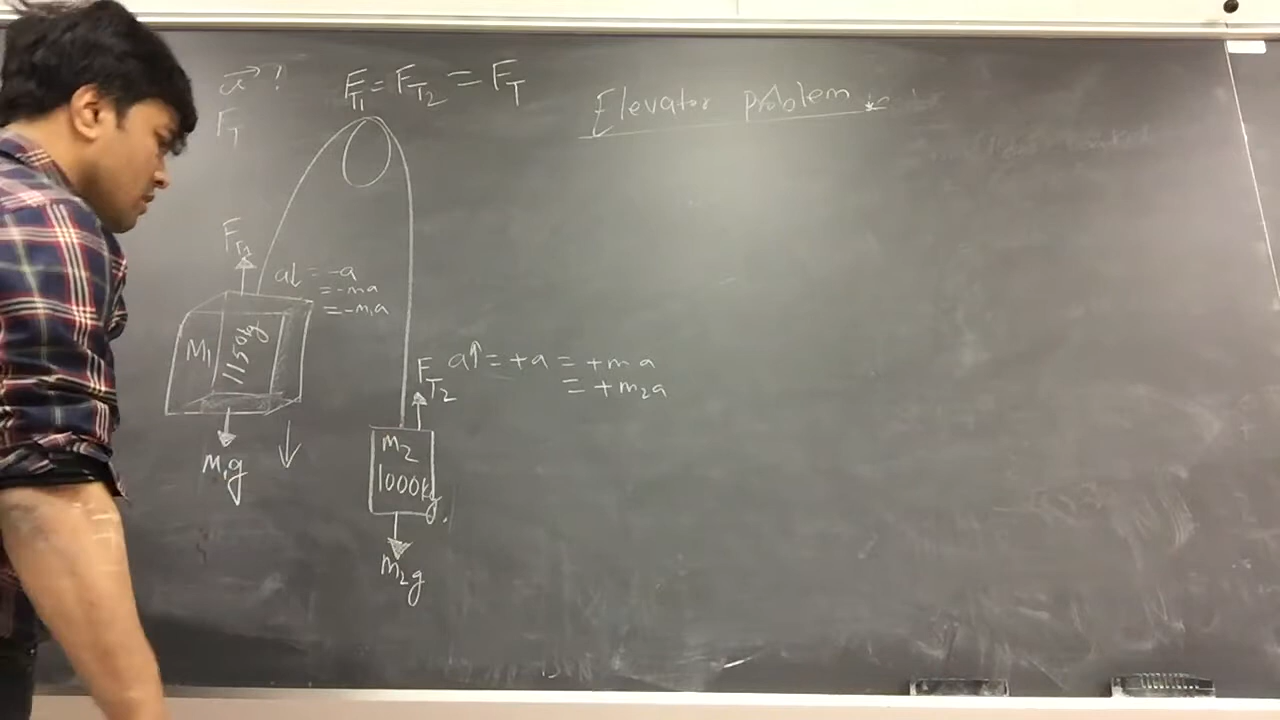 a⃗ ?
F_T
F_T1 = F_T2 = F_T
Elevator problem
F_T1
a↓ = -a
= -ma
= -m₁a
M₁ 1150kg
M₁g
F_T2
a↑ = +a = +ma
= +m₂a
m₂
1000kg.
m₂g